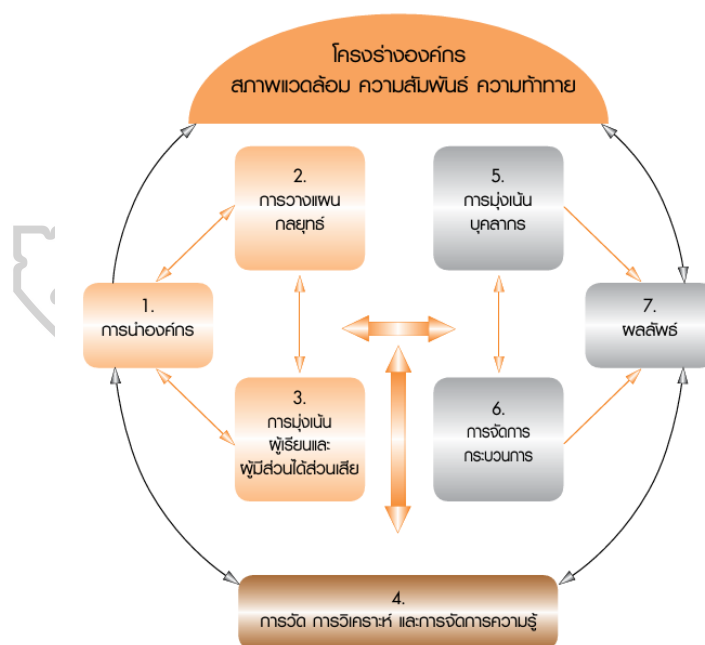 โครงร่างองค์กร
สภาพแวดล้อม ความสัมพันธ์ ความท้าทาย
2.
การวางแผน
กลยุทธ์
5.
การมุ่งเน้น
บุคลากร
1.
การนำองค์กร
7.
ผลลัพธ์
3.
การมุ่งเน้น
ผู้เรียนและ
ผู้มีส่วนได้ส่วนเสีย
6.
การจัดการ
กระบวนการ
4.
การวัด การวิเคราะห์ และการจัดการความรู้